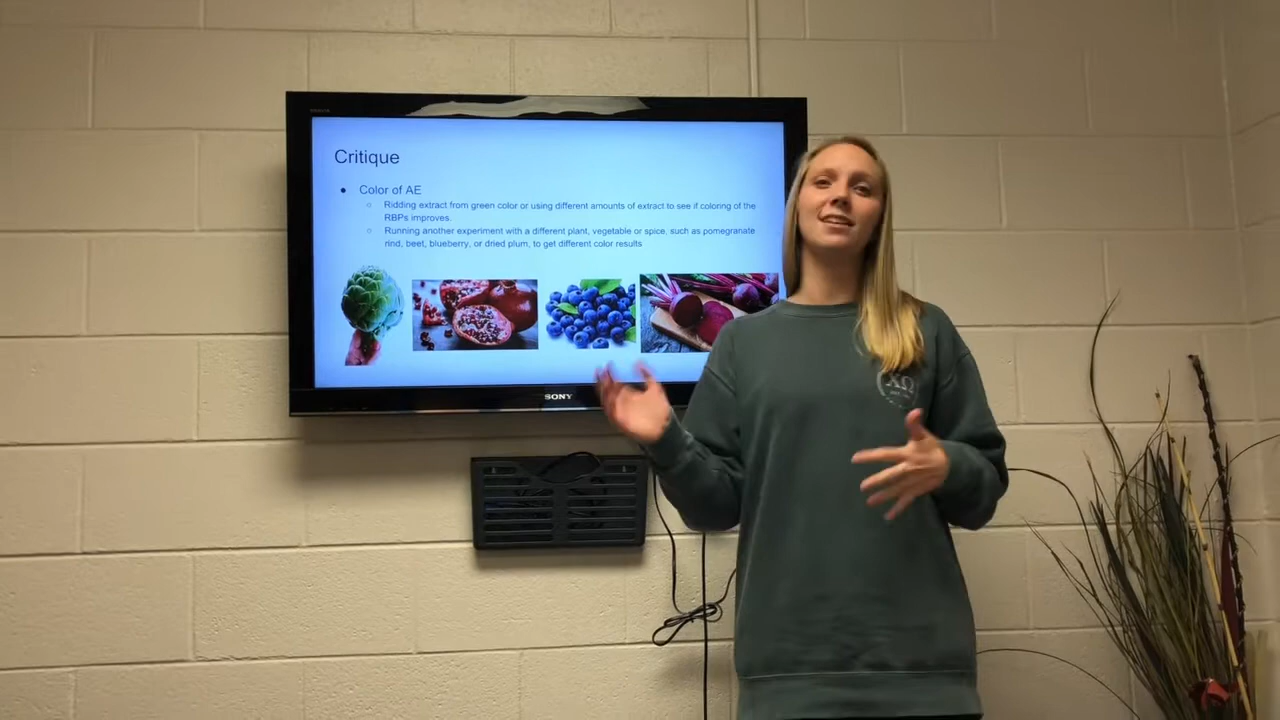 Critique
● Color of AE
○ Ridding extract from green color or using different amounts of extract to see if coloring of the
RBPs improves.
○ Running another experiment with a different plant, vegetable or spice, such as pomegranate
rind, beet, blueberry, or dried plum, to get different color results
SONY
ΧΩ